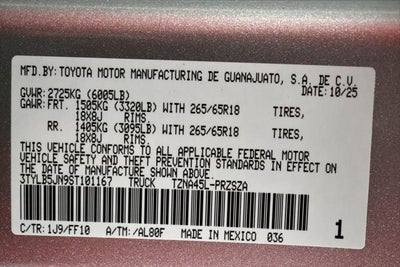 MFD.BY: TOYOTA MOTOR MANUFACTURING DE GUANAJUATO, S.A. DE C.V.
GVWR: 2725KG (6005LB) DATE: 10/25
GAWR: FRT. 1505KG (3320LB) WITH 265/65R18 TIRES,
18X8J RIMS.
RR. 1405KG (3095LB) WITH 265/65R18 TIRES,
18X8J RIMS.
THIS VEHICLE CONFORMS TO ALL APPLICABLE FEDERAL MOTOR
VEHICLE SAFETY AND THEFT PREVENTION STANDARDS IN EFFECT ON
THE DATE OF MANUFACTURE SHOWN ABOVE.
3TYLB5JN9ST101167 TRUCK TZNA45L-PRZSZA
1
C/TR: 1J9/FF10 A/TM: /AL80F MADE IN MEXICO 036